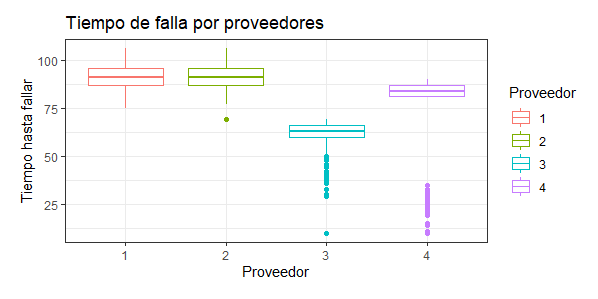 Tiempo de falla por proveedores
Tiempo hasta fallar
100
75
50
25
1 2 3 4
Proveedor
Proveedor
1
2
3
4